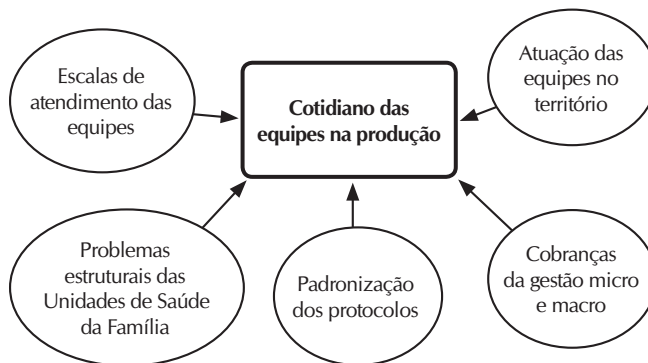 Escalas de
atendimento das
equipes
Cotidiano das
equipes na produção
Atuação das
equipes no
território
Problemas
estruturais das
Unidades de Saúde
da Família
Padronização
dos protocolos
Cobranças
da gestão micro
e macro